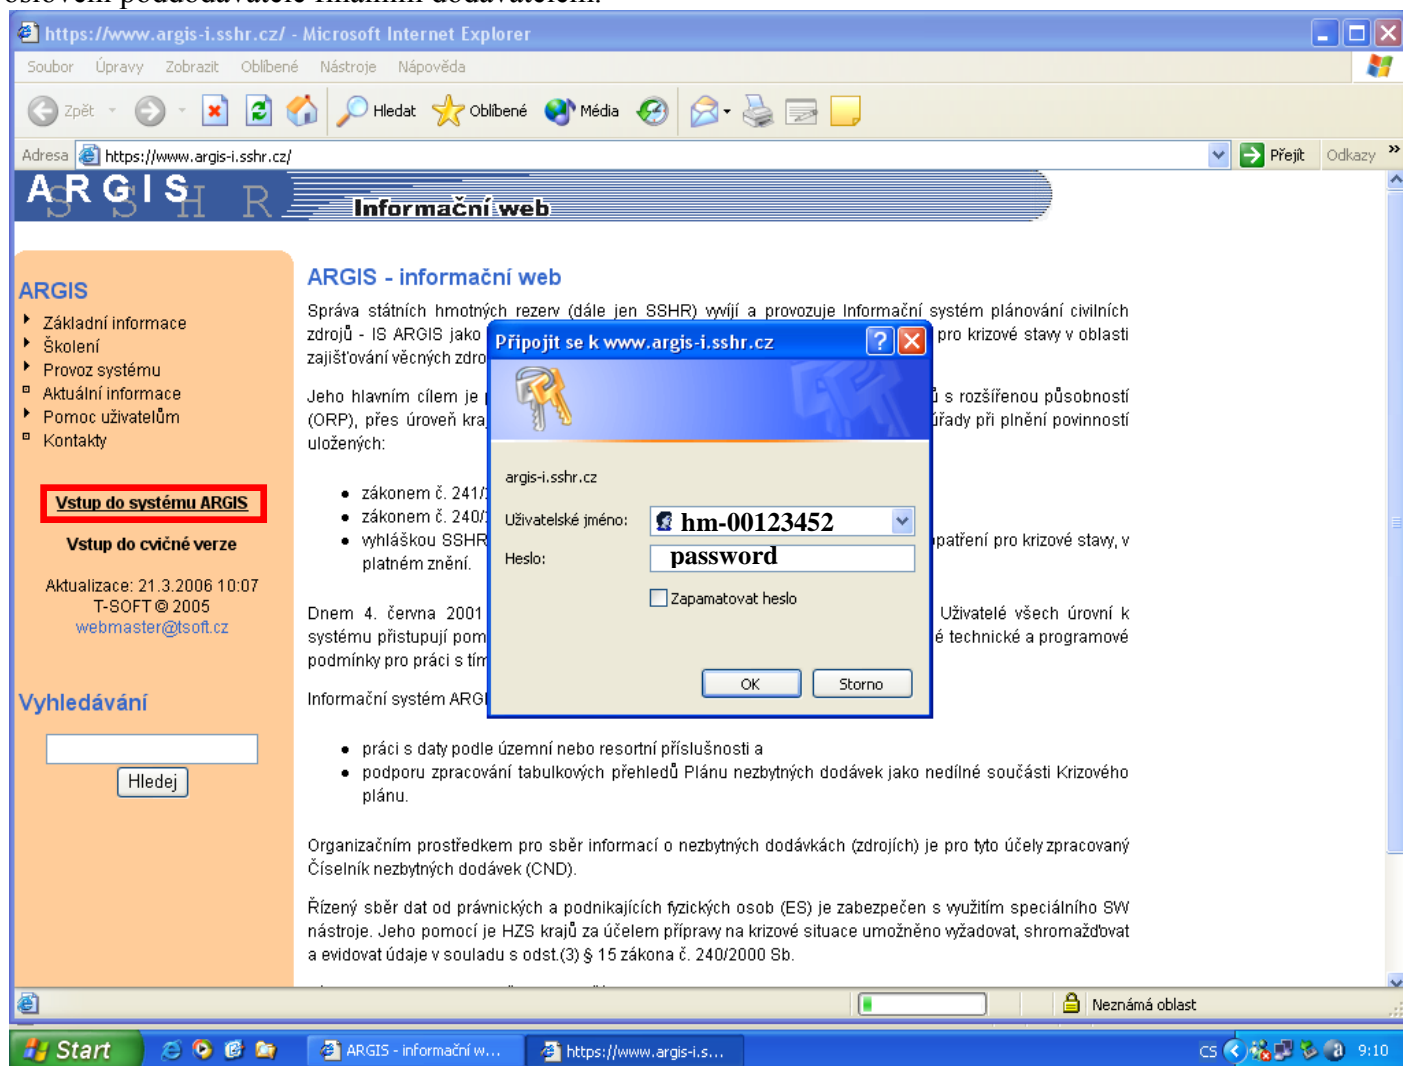 https://www.argis-i.sshr.cz/ - Microsoft Internet Explorer
Soubor Úpravy Zobrazit Oblíbené Nástroje Nápověda
Zpět Hledat Oblíbené Média
Adresa https://www.argis-i.sshr.cz/ Přejít Odkazy »
ARGIS
SSHR
Informační web
ARGIS
Základní informace
Školení
Provoz systému
Aktuální informace
Pomoc uživatelům
Kontakty
Vstup do systému ARGIS
Vstup do cvičné verze
Aktualizace: 21.3.2006 10:07
T-SOFT © 2005
webmaster@tsoft.cz
Vyhledávání
Hledej
ARGIS - informační web
Správa státních hmotných rezerv (dále jen SSHR) vyvíjí a provozuje Informační systém plánování civilních
zdrojů - IS ARGIS jako pro krizové stavy v oblasti
zajišťování věcných zdro
Jeho hlavním cílem je s rozšířenou působností
(ORP), přes úroveň kra úřady při plnění povinností
uložených:
zákonem č. 241/
zákonem č. 240/
vyhláškou SSHR opatření pro krizové stavy, v
platném znění.
Dnem 4. června 2001 Uživatelé všech úrovní k
systému přistupují pom é technické a programové
podmínky pro práci s tím
Informační systém ARGI
práci s daty podle územní nebo resortní příslušnosti a
podporu zpracování tabulkových přehledů Plánu nezbytných dodávek jako nedílné součásti Krizového
plánu.
Organizačním prostředkem pro sběr informací o nezbytných dodávkách (zdrojích) je pro tyto účely zpracovaný
Číselník nezbytných dodávek (CND).
Řízený sběr dat od právnických a podnikajících fyzických osob (ES) je zabezpečen s využitím speciálního SW
nástroje. Jeho pomocí je HZS krajů za účelem přípravy na krizové situace umožněno vyžadovat, shromažďovat
a evidovat údaje v souladu s odst.(3) § 15 zákona č. 240/2000 Sb.
Připojit se k www.argis-i.sshr.cz
argis-i.sshr.cz
Uživatelské jméno: hm-00123452
Heslo: password
Zapamatovat heslo
OK Storno
Neznámá oblast
Start ARGIS - informační w... https://www.argis-i.s... CS 9:10